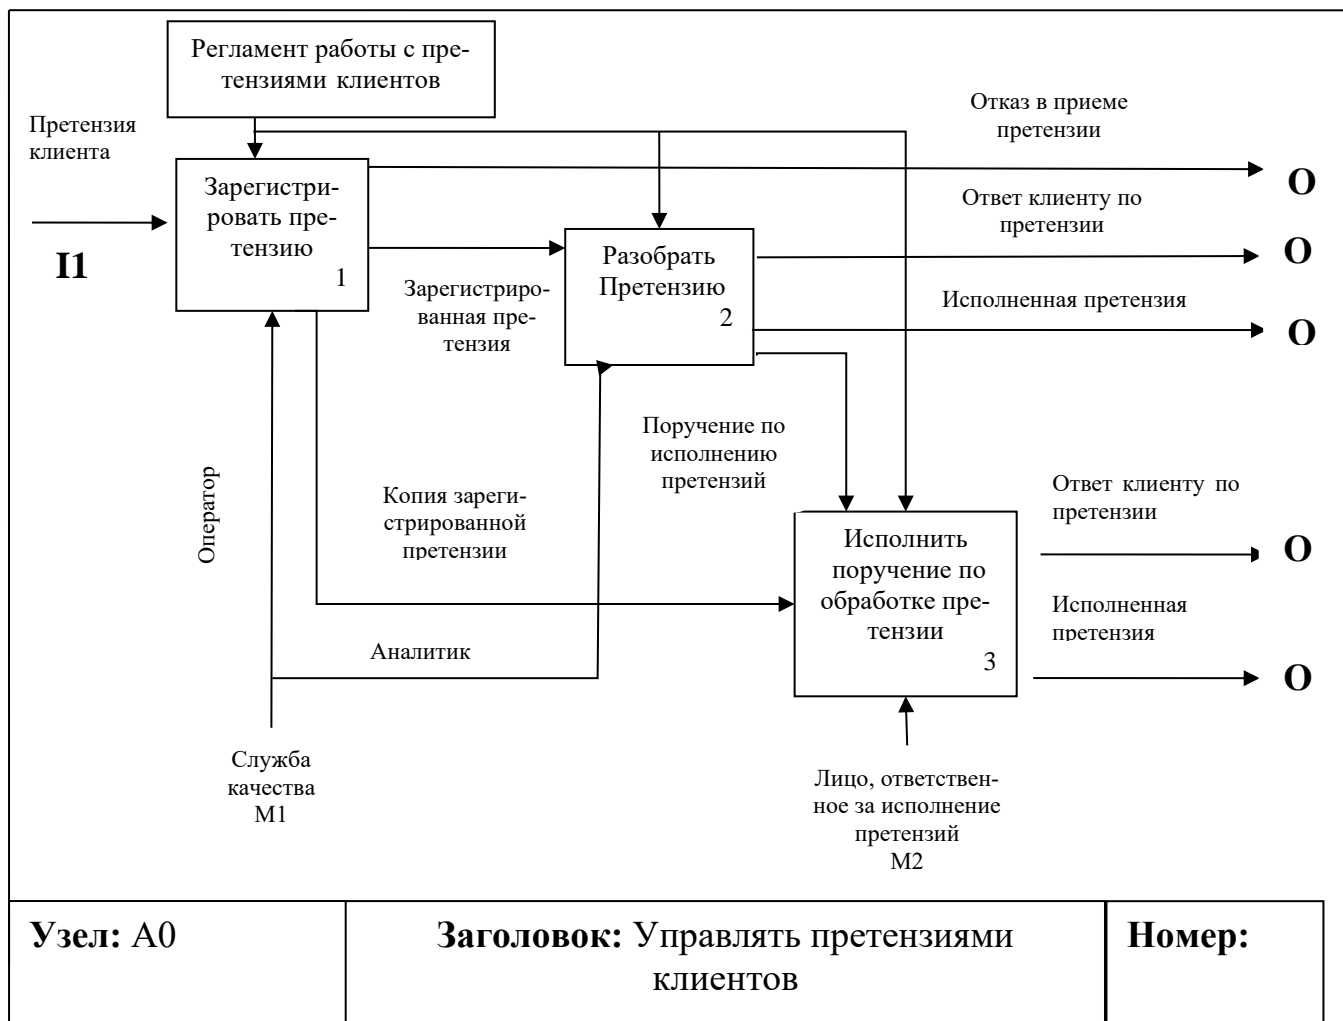 Регламент работы с пре-
тензиями клиентов
Претензия
клиента
I1
Зарегистри-
ровать пре-
тензию
1
Отказ в приеме
претензии
О
Ответ клиенту по
претензии
О
Исполненная претензия
О
Зарегистриро-
ванная пре-
тензия
Разобрать
Претензию
2
Поручение по
исполнению
претензий
Оператор
Копия зареги-
стрированной
претензии
Аналитик
Исполнить
поручение по
обработке пре-
тензии
3
Ответ клиенту по
претензии
О
Исполненная
претензия
О
Служба
качества
М1
Лицо, ответствен-
ное за исполнение
претензий
М2
Узел: А0
Заголовок: Управлять претензиями
клиентов
Номер: